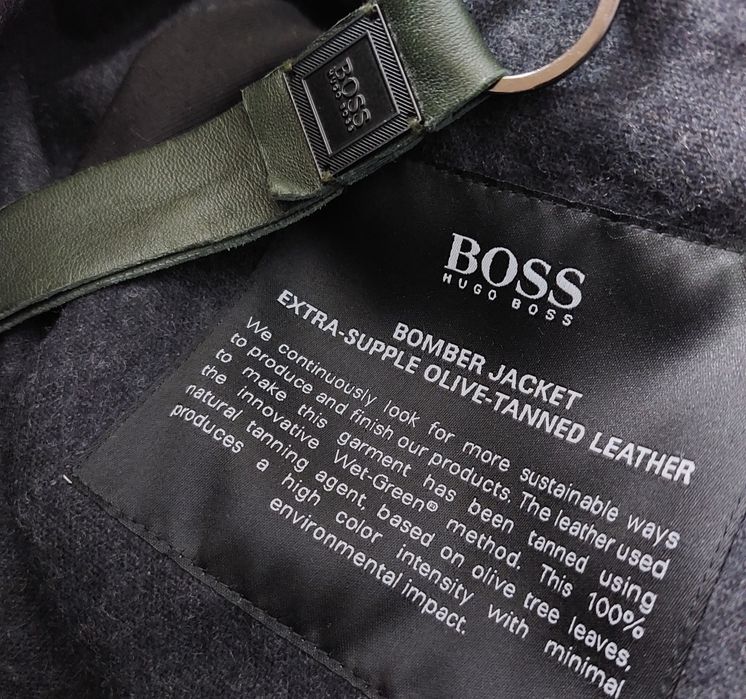 BOSS
HUGO BOSS
BOSS
HUGO BOSS
BOMBER JACKET
EXTRA-SUPPLE OLIVE-TANNED LEATHER
We continuously look for more sustainable ways
to produce and finish our products. The leather used
to make this garment has been tanned using
the innovative Wet-Green® method. This 100%
natural tanning agent, based on olive tree leaves,
produces a high color intensity with minimal
environmental impact.